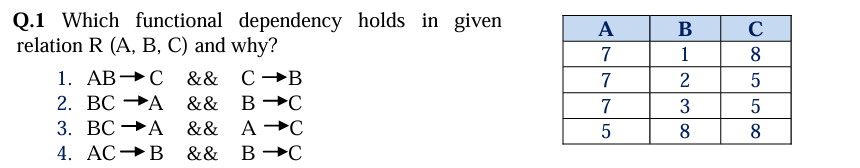 Q.1 Which functional dependency holds in given
relation R (A, B, C) and why?
1. AB→C && C→B
2. BC→A && B→C
3. BC→A && A→C
4. AC→B && B→C
A B C
7 1 8
7 2 5
7 3 5
5 8 8